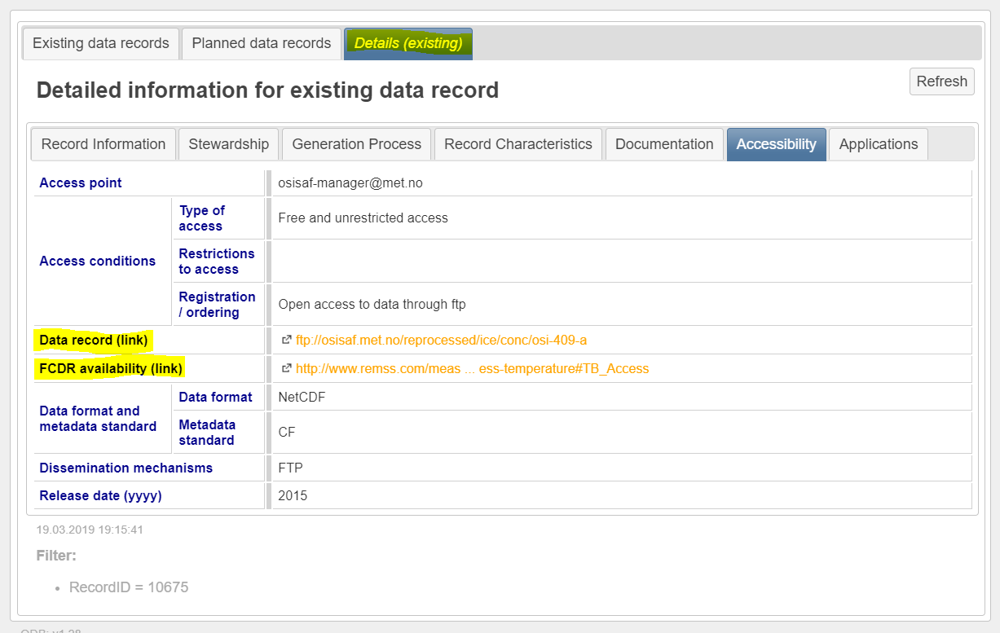 Existing data records Planned data records Details (existing)
Detailed information for existing data record
Refresh
Record Information Stewardship Generation Process Record Characteristics Documentation Accessibility Applications
Access point osisaf-manager@met.no
Access conditions
Type of
access
Free and unrestricted access
Restrictions
to access
Registration
/ ordering
Open access to data through ftp
Data record (link) ftp://osisaf.met.no/reprocessed/ice/conc/osi-409-a
FCDR availability (link) http://www.remss.com/meas ... ess-temperature#TB_Access
Data format and
metadata standard
Data format NetCDF
Metadata
standard
CF
Dissemination mechanisms FTP
Release date (yyyy) 2015
19.03.2019 19:15:41
Filter:
• RecordID = 10675